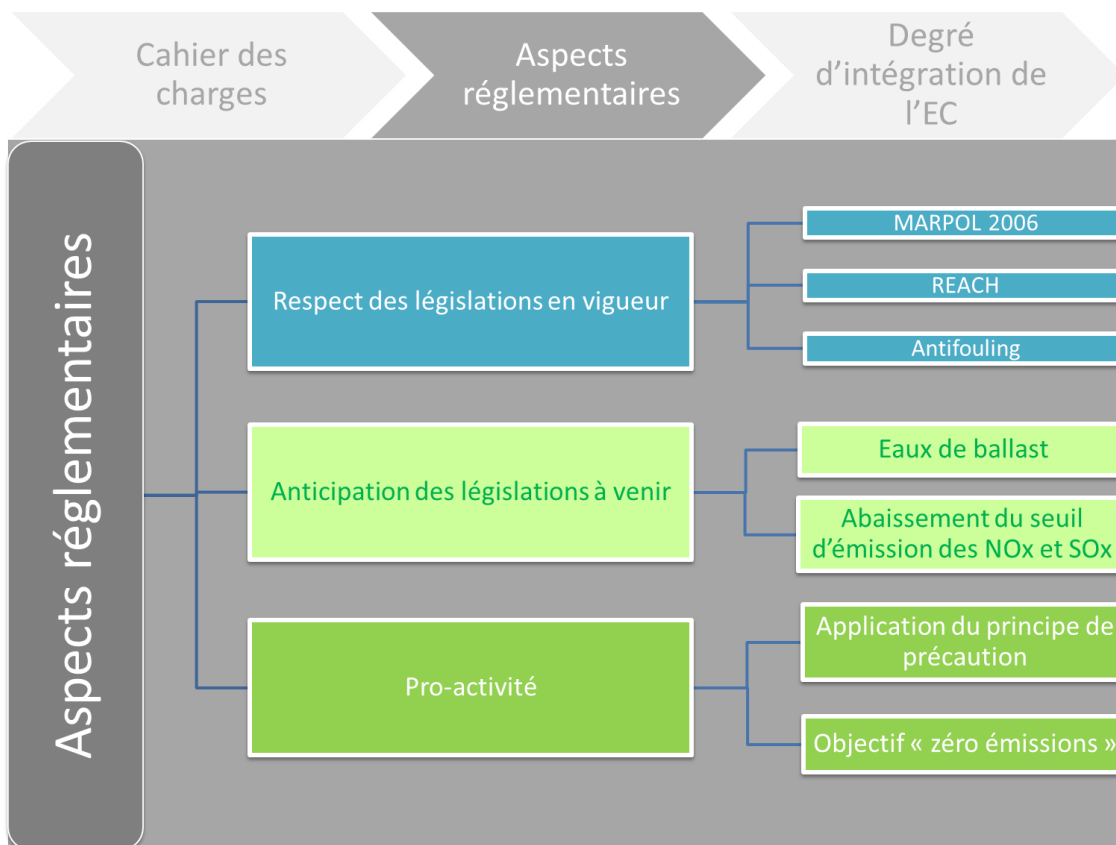 Cahier des
charges
Aspects
réglementaires
Degré
d’intégration de
l’EC
Aspects réglementaires
Respect des législations en vigueur
MARPOL 2006
REACH
Antifouling
Anticipation des législations à venir
Eaux de ballast
Abaissement du seuil
d’émission des NOx et SOx
Pro-activité
Application du principe de
précaution
Objectif « zéro émissions »